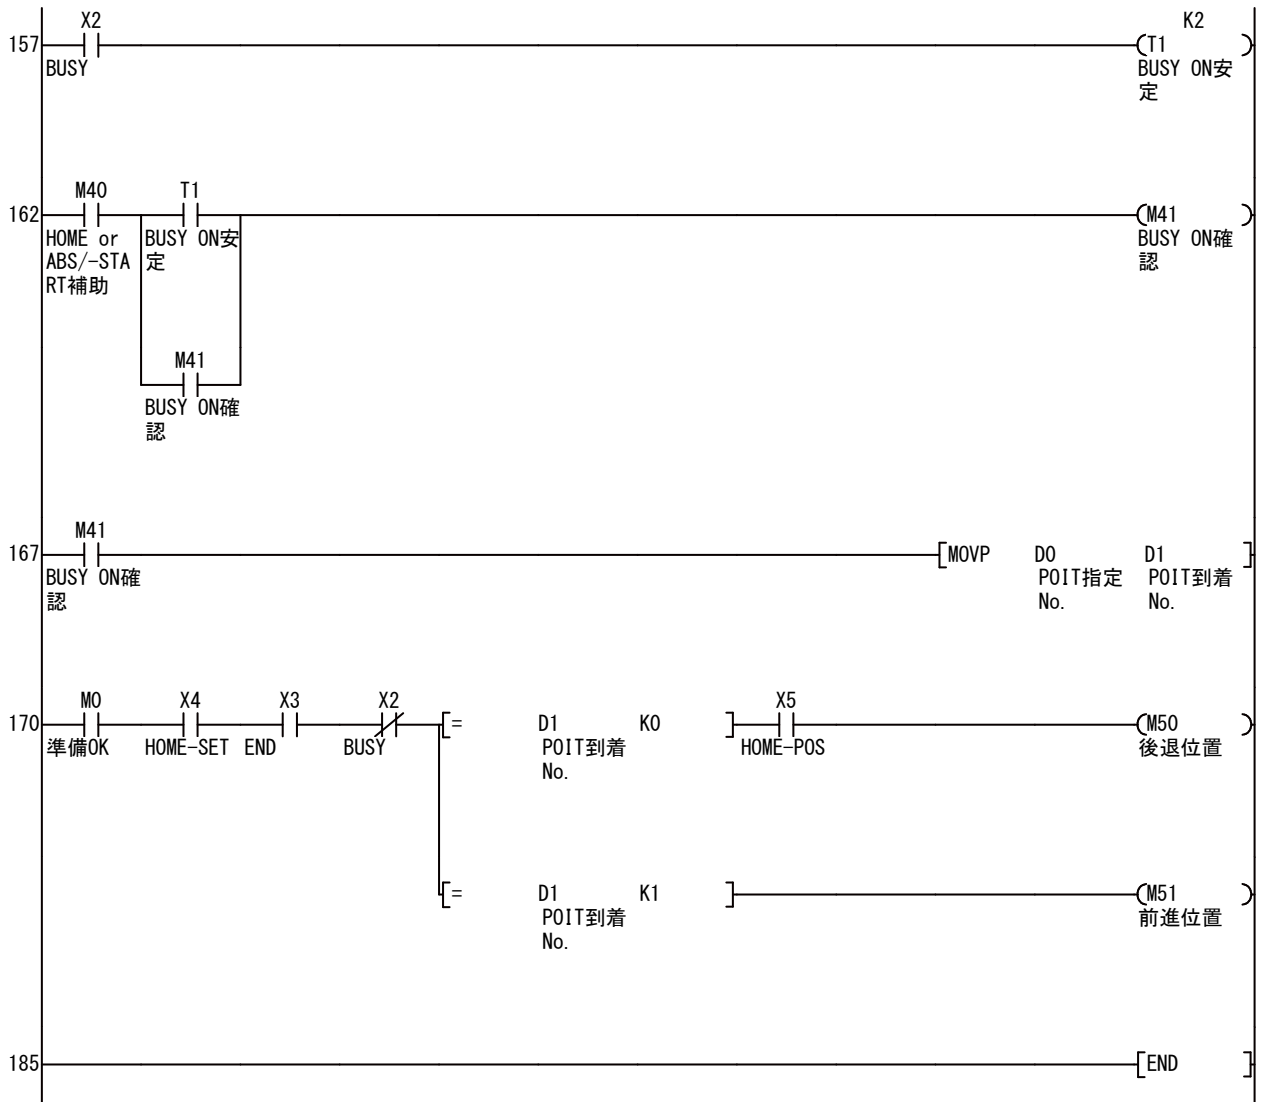 X2 K2
157 T1
BUSY BUSY ON安
定
M40 T1
162 M41
HOME or BUSY ON安 BUSY ON確
ABS/-STA 定 認
RT補助
M41
BUSY ON確
認
M41
167 MOVP D0 D1
BUSY ON確 POIT指定 POIT到着
認 No. No.
M0 X4 X3 X2 X5
170 = D1 K0 M50
準備OK HOME-SET END BUSY POIT到着 HOME-POS 後退位置
No.
= D1 K1 M51
POIT到着 前進位置
No.
185 END